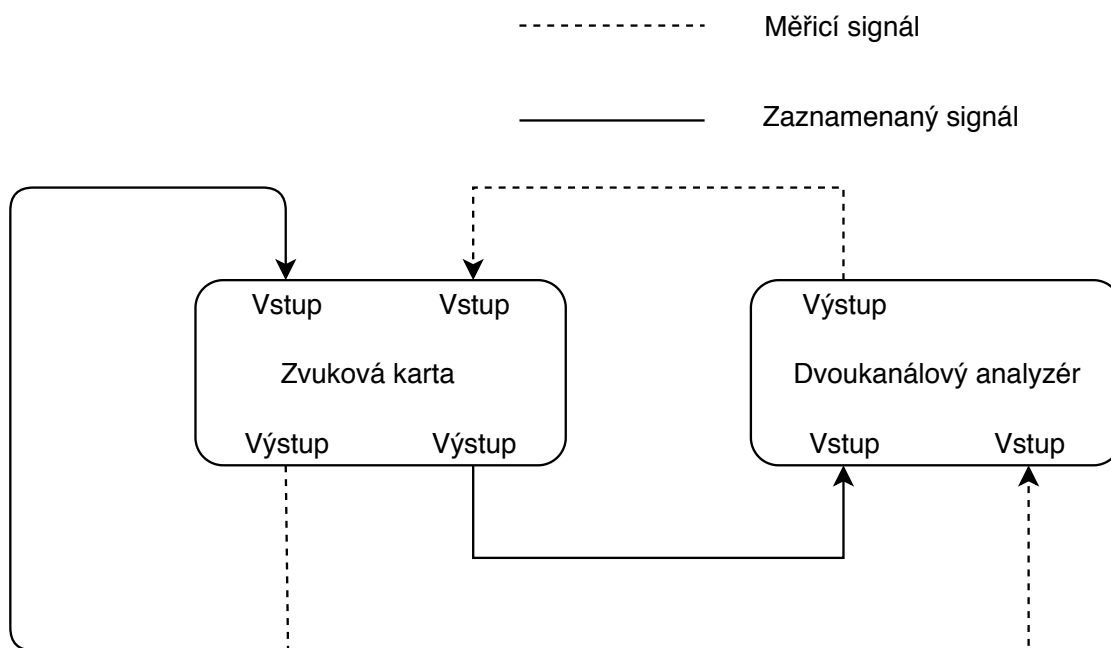 Měřicí signál
Zaznamenaný signál
Vstup Vstup
Zvuková karta
Výstup Výstup
Výstup
Dvoukanálový analyzér
Vstup Vstup